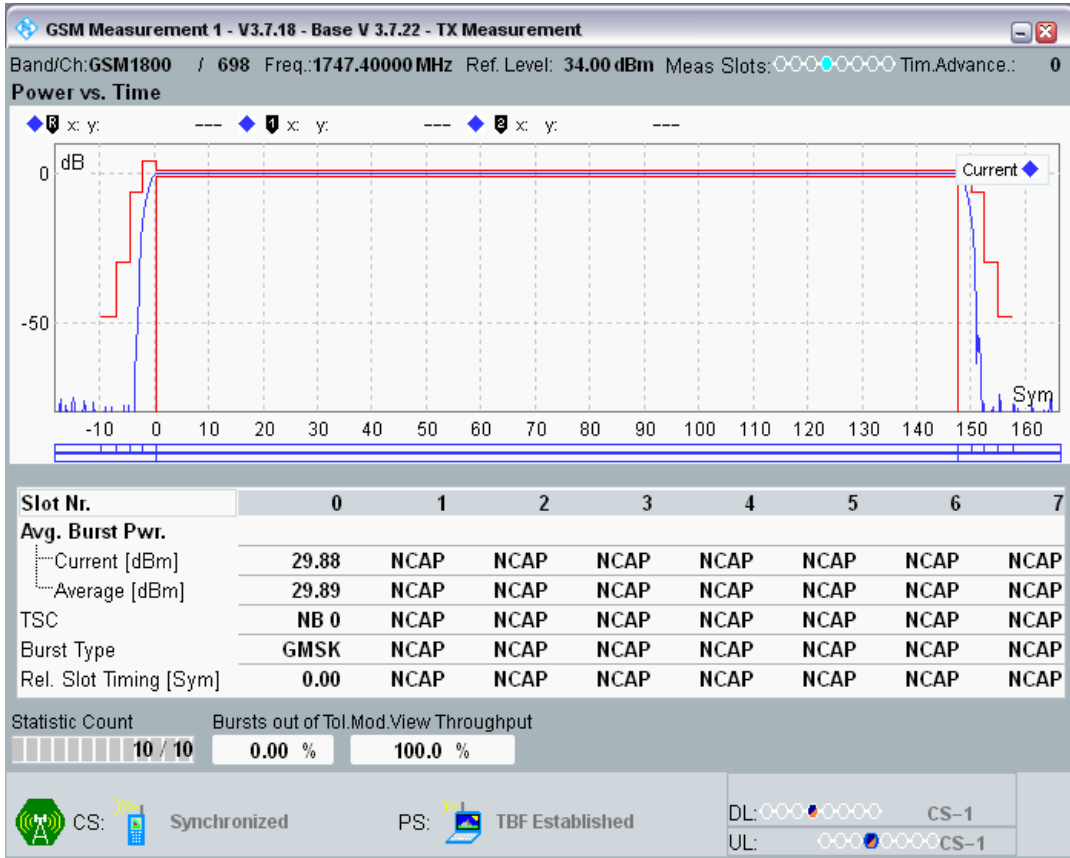 GSM Measurement 1 - V3.7.18 - Base V 3.7.22 - TX Measurement
Band/Ch:GSM1800 / 698 Freq.:1747.40000 MHz Ref. Level: 34.00 dBm Meas Slots: Tim.Advance.: 0
Power vs. Time
R x: y: --- 1 x: y: --- 2 x: y: ---
dB
0
Current
-50
Sym
-10 0 10 20 30 40 50 60 70 80 90 100 110 120 130 140 150 160
Slot Nr. 0 1 2 3 4 5 6 7
Avg. Burst Pwr.
Current [dBm] 29.88 NCAP NCAP NCAP NCAP NCAP NCAP NCAP
Average [dBm] 29.89 NCAP NCAP NCAP NCAP NCAP NCAP NCAP
TSC NB 0 NCAP NCAP NCAP NCAP NCAP NCAP NCAP
Burst Type GMSK NCAP NCAP NCAP NCAP NCAP NCAP NCAP
Rel. Slot Timing [Sym] 0.00 NCAP NCAP NCAP NCAP NCAP NCAP NCAP
Statistic Count Bursts out of Tol.Mod.View Throughput
10 / 10 0.00 % 100.0 %
CS: Synchronized PS: TBF Established
DL: CS-1
UL: CS-1